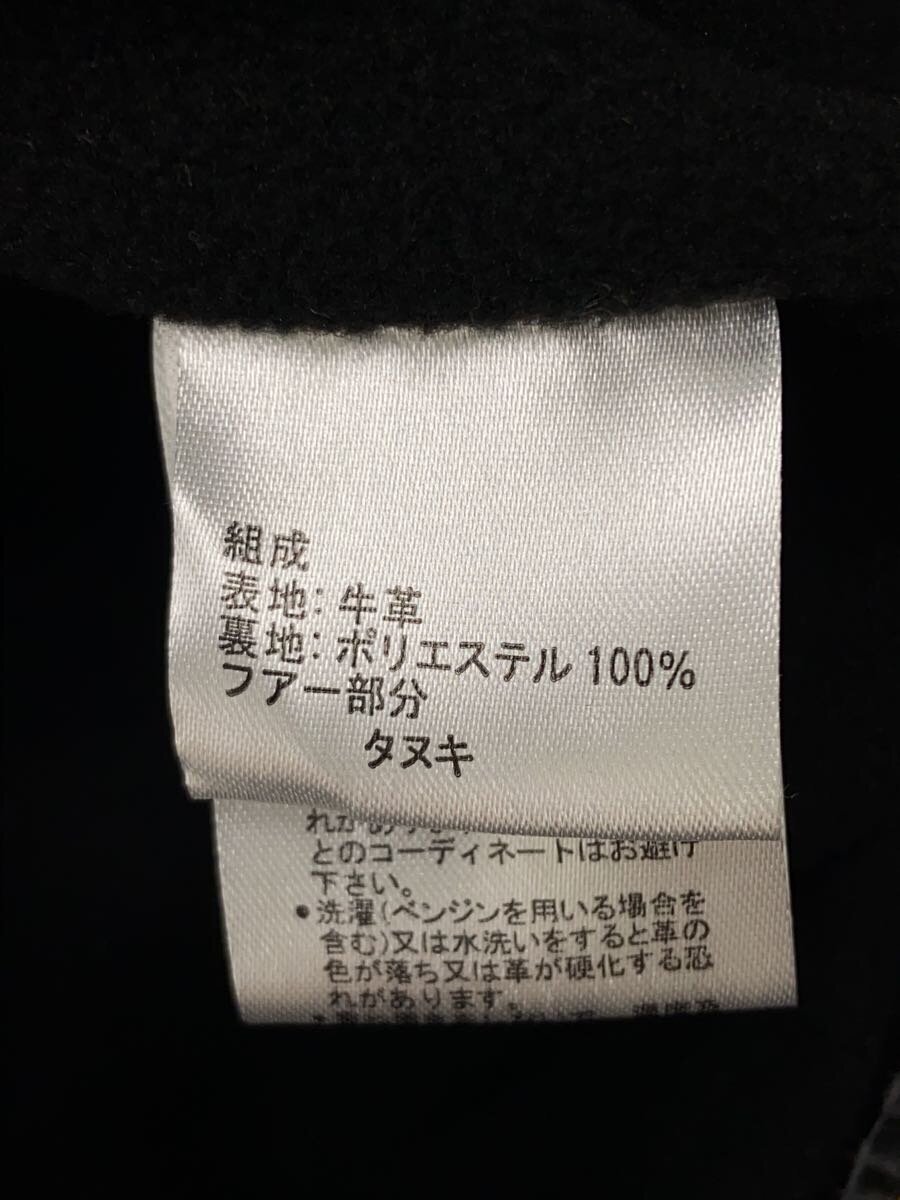 組成
表地：牛革
裏地：ポリエステル 100%
ファー部分
タヌキ
とのコーディネートはお避け
下さい。
•洗濯(ベンジンを用いる場合を
含む)又は水洗いをすると革の
色が落ち又は革が硬化する恐
れがあります。